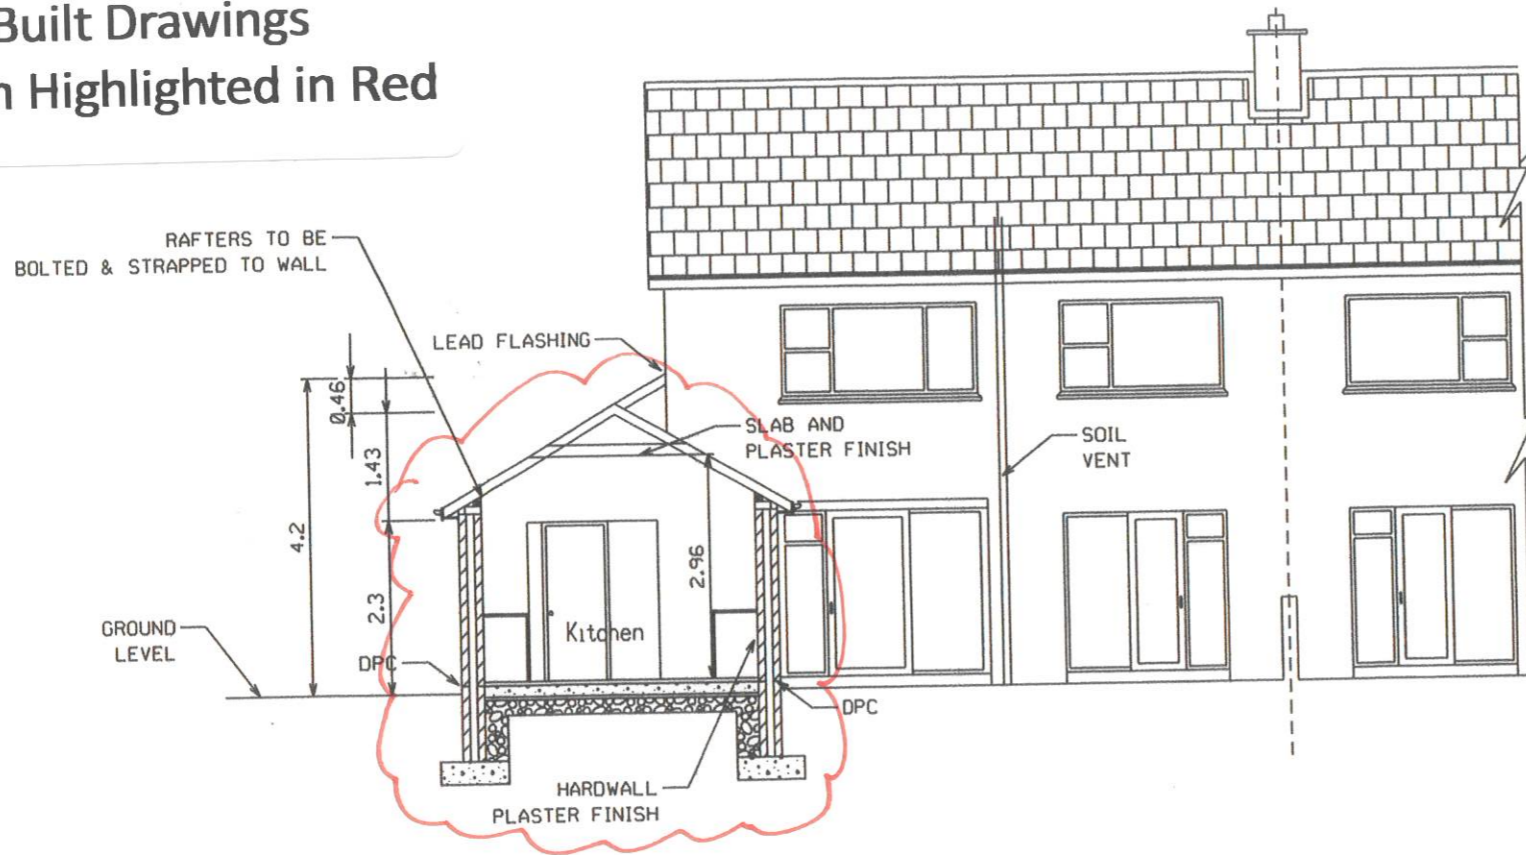 Built Drawings
Highlighted in Red
RAFTERS TO BE
BOLTED & STRAPPED TO WALL
LEAD FLASHING
0.46
1.43
4.2
2.3
SLAB AND
PLASTER FINISH
SOIL
VENT
2.96
Kitchen
GROUND
LEVEL
DPC
DPC
HARDWALL
PLASTER FINISH